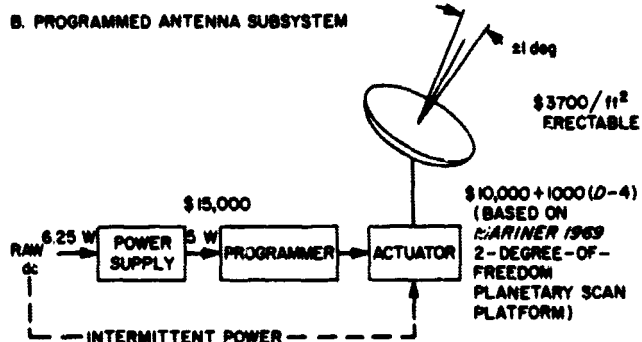 B. PROGRAMMED ANTENNA SUBSYSTEM
±1 deg
$3700/ft²
ERECTABLE
$15,000
$10,000+1000(D-4)
(BASED ON
MARINER 1969
2-DEGREE-OF-
FREEDOM
PLANETARY SCAN
PLATFORM)
RAW
dc
6.25 W
POWER
SUPPLY
5 W
PROGRAMMER
ACTUATOR
INTERMITTENT POWER